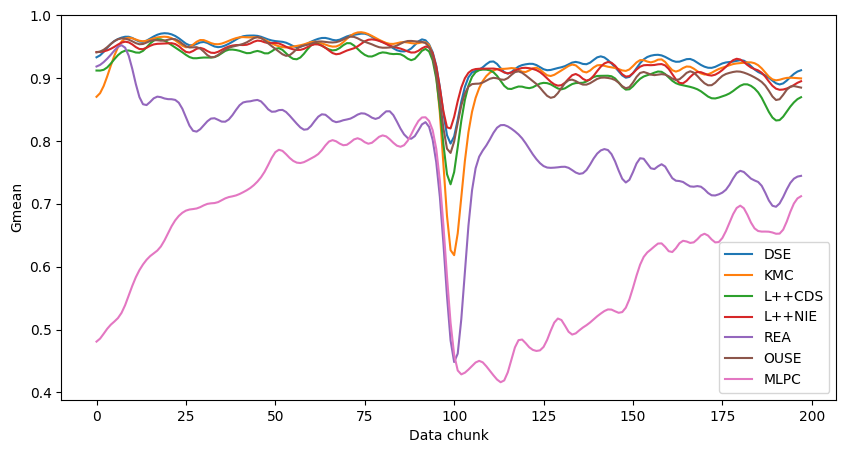 1.0
0.9
0.8
0.7
0.6
0.5
0.4
Gmean
0
25
50
75
100
125
150
175
200
Data chunk
DSE
KMC
L++CDS
L++NIE
REA
OUSE
MLPC